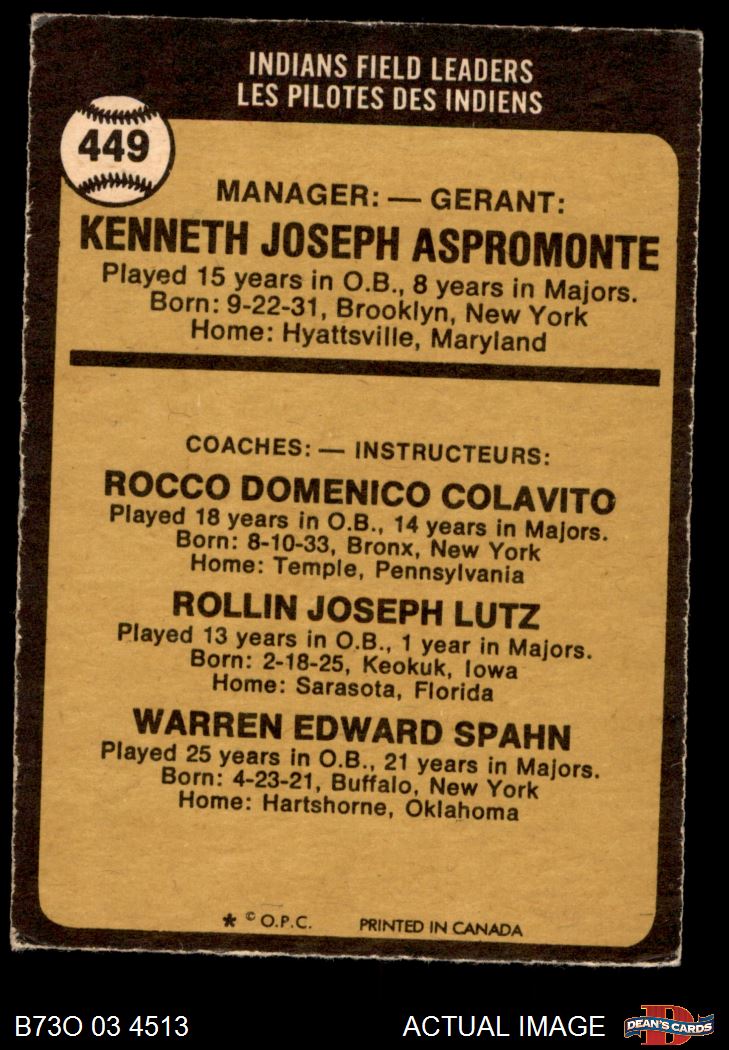 INDIANS FIELD LEADERS
LES PILOTES DES INDIENS
449
MANAGER: — GERANT:
KENNETH JOSEPH ASPROMONTE
Played 15 years in O.B., 8 years in Majors.
Born: 9-22-31, Brooklyn, New York
Home: Hyattsville, Maryland
COACHES: — INSTRUCTEURS:
ROCCO DOMENICO COLAVITO
Played 18 years in O.B., 14 years in Majors.
Born: 8-10-33, Bronx, New York
Home: Temple, Pennsylvania
ROLLIN JOSEPH LUTZ
Played 13 years in O.B., 1 year in Majors.
Born: 2-18-25, Keokuk, Iowa
Home: Sarasota, Florida
WARREN EDWARD SPAHN
Played 25 years in O.B., 21 years in Majors.
Born: 4-23-21, Buffalo, New York
Home: Hartshorne, Oklahoma
* © O.P.C. PRINTED IN CANADA
B73O 03 4513 ACTUAL IMAGE D DEAN'S CARDS